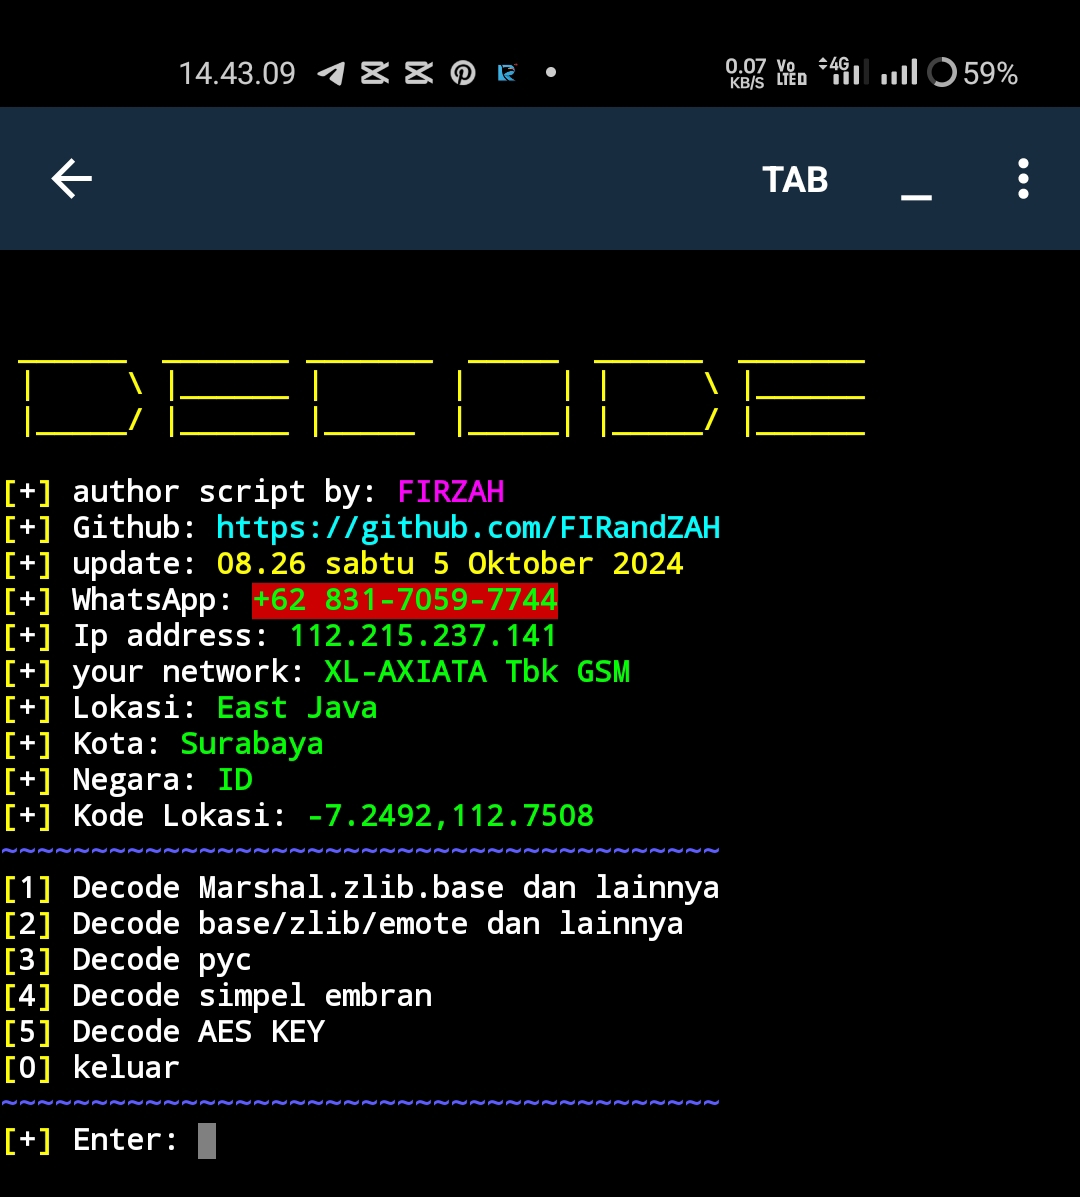 14.43.09 0.07 KB/S Vo LTE 4G 59%
TAB
DECODE
[+] author script by: FIRZAH
[+] Github: https://github.com/FIRandZAH
[+] update: 08.26 sabtu 5 Oktober 2024
[+] WhatsApp: +62 831-7059-7744
[+] Ip address: 112.215.237.141
[+] your network: XL-AXIATA Tbk GSM
[+] Lokasi: East Java
[+] Kota: Surabaya
[+] Negara: ID
[+] Kode Lokasi: -7.2492,112.7508
~~~~~~~~~~~~~~~~~~~~~~~~~~~~~~~~~~~~~~~~
[1] Decode Marshal.zlib.base dan lainnya
[2] Decode base/zlib/emote dan lainnya
[3] Decode pyc
[4] Decode simpel embran
[5] Decode AES KEY
[0] keluar
~~~~~~~~~~~~~~~~~~~~~~~~~~~~~~~~~~~~~~~~
[+] Enter: